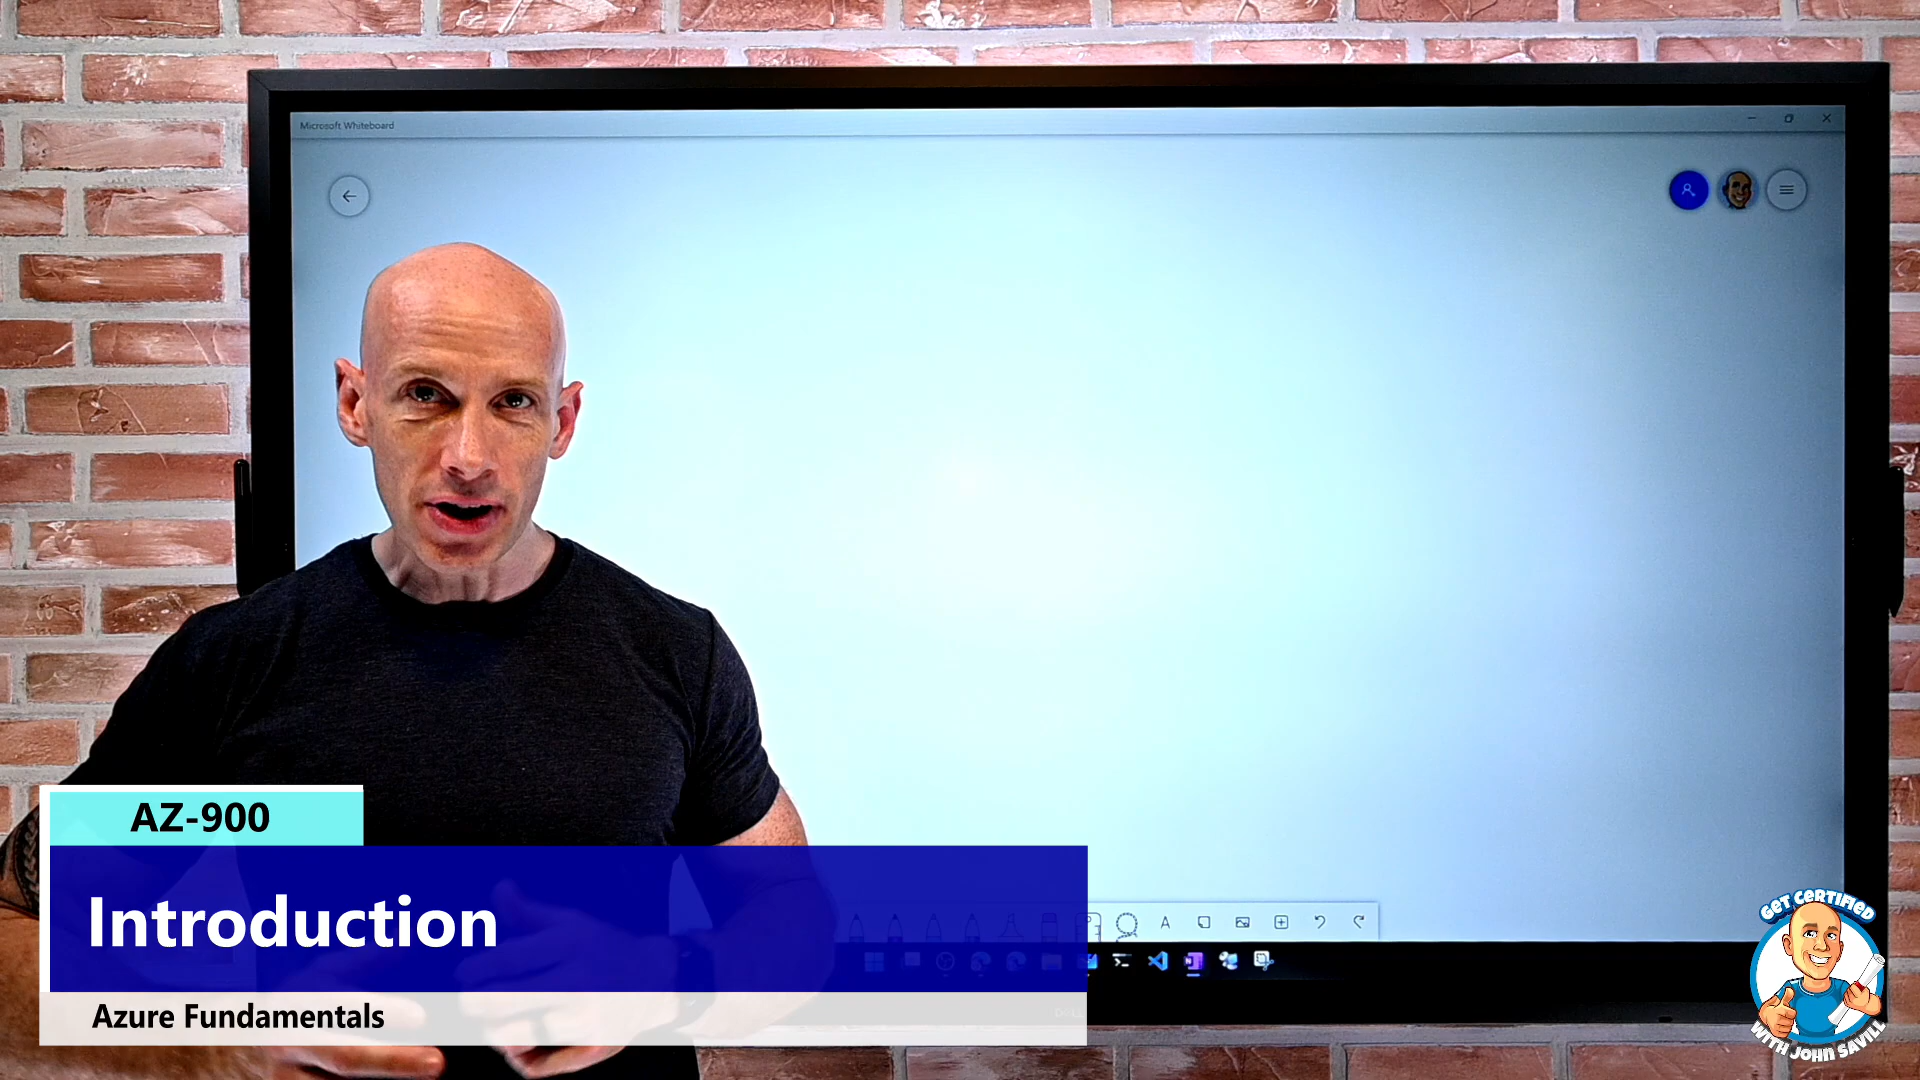 Microsoft Whiteboard
AZ-900
Introduction
Azure Fundamentals
GET CERTIFIED
WITH JOHN SAVILL